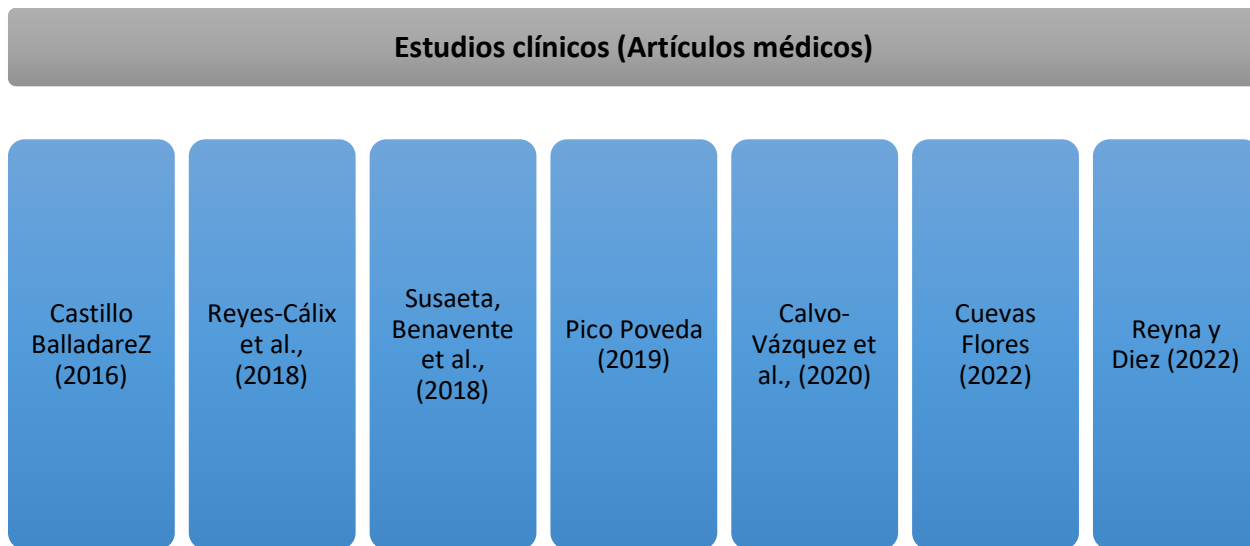 Estudios clínicos (Artículos médicos)
Castillo
BalladareZ
(2016)
Reyes-Cálix
et al.,
(2018)
Susaeta,
Benavente
et al.,
(2018)
Pico Poveda
(2019)
Calvo-
Vázquez et
al., (2020)
Cuevas
Flores
(2022)
Reyna y
Diez (2022)